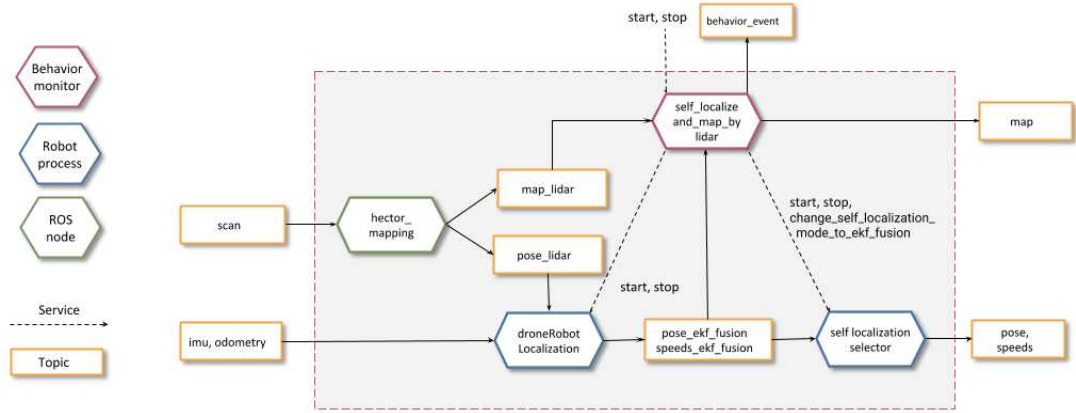 Behavior
monitor
Robot
process
ROS
node
Service
Topic
start, stop
behavior_event
self_localize
and_map_by
lidar
map
map_lidar
scan
hector_
mapping
pose_lidar
start, stop,
change_self_localization_
mode_to_ekf_fusion
start, stop
imu, odometry
droneRobot
Localization
pose_ekf_fusion
speeds_ekf_fusion
self localization
selector
pose,
speeds